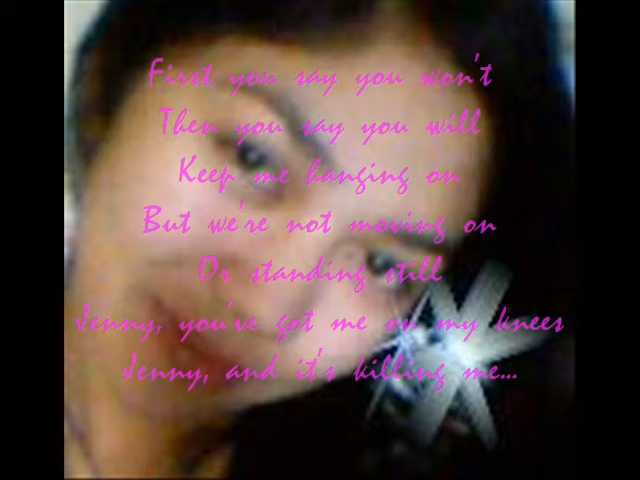 First you say you won't
Then you say you will
Keep me hanging on
But we're not moving on
Or standing still
Jenny, you've got me on my knees
Jenny, and it's killing me...